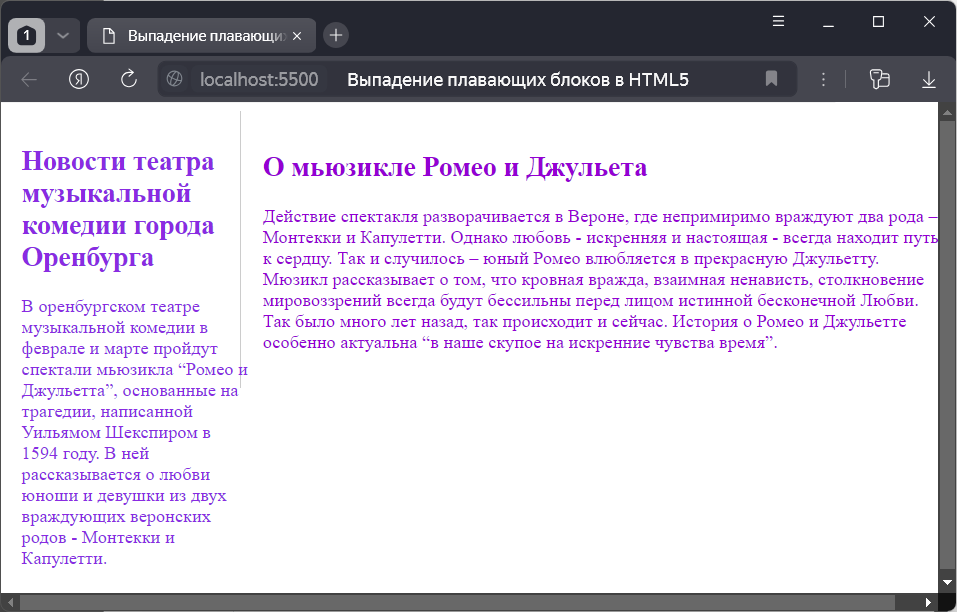 1
Выпадение плавающи
Я
localhost:5500 Выпадение плавающих блоков в HTML5
Новости театра
музыкальной
комедии города
Оренбурга
В оренбургском театре
музыкальной комедии в
феврале и марте пройдут
спектали мьюзикла “Ромео и
Джульетта”, основанные на
трагедии, написанной
Уильямом Шекспиром в
1594 году. В ней
рассказывается о любви
юноши и девушки из двух
враждующих веронских
родов - Монтекки и
Капулетти.
О мьюзикле Ромео и Джульета
Действие спектакля разворачивается в Вероне, где непримиримо враждуют два рода –
Монтекки и Капулетти. Однако любовь - искренняя и настоящая - всегда находит путь
к сердцу. Так и случилось – юный Ромео влюбляется в прекрасную Джульетту.
Мюзикл рассказывает о том, что кровная вражда, взаимная ненависть, столкновение
мировоззрений всегда будут бессильны перед лицом истинной бесконечной Любви.
Так было много лет назад, так происходит и сейчас. История о Ромео и Джульетте
особенно актуальна “в наше скупое на искренние чувства время”.